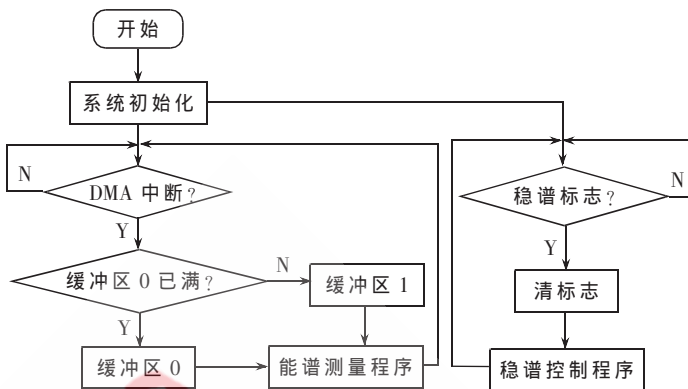 开始
系统初始化
N
DMA 中断?
稳谱标志?
N
Y
Y
缓冲区 0 已满?
N
缓冲区 1
清标志
Y
缓冲区 0
能谱测量程序
稳谱控制程序